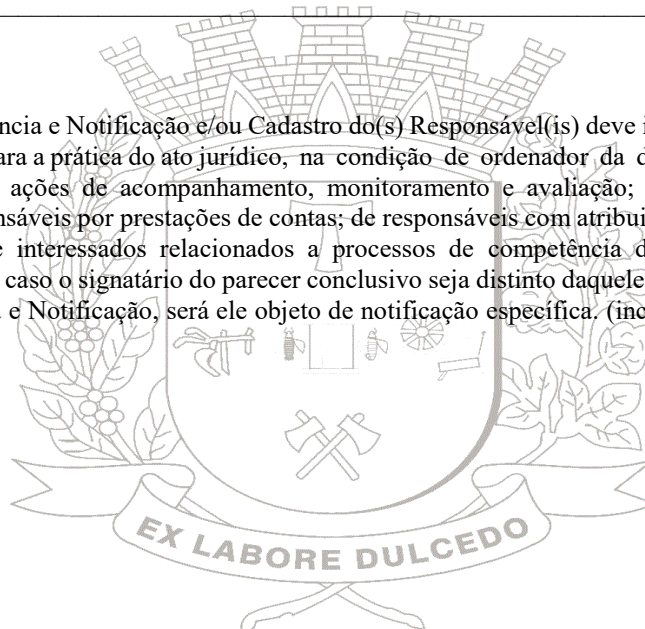 ncia e Notificação e/ou Cadastro do(s) Responsável(is) deve i
ara a prática do ato jurídico, na condição de ordenador da d
ações de acompanhamento, monitoramento e avaliação;
nsáveis por prestações de contas; de responsáveis com atribui
e interessados relacionados a processos de competência d
caso o signatário do parecer conclusivo seja distinto daquele
e Notificação, será ele objeto de notificação específica. (inc
EX LABORE DULCEDO